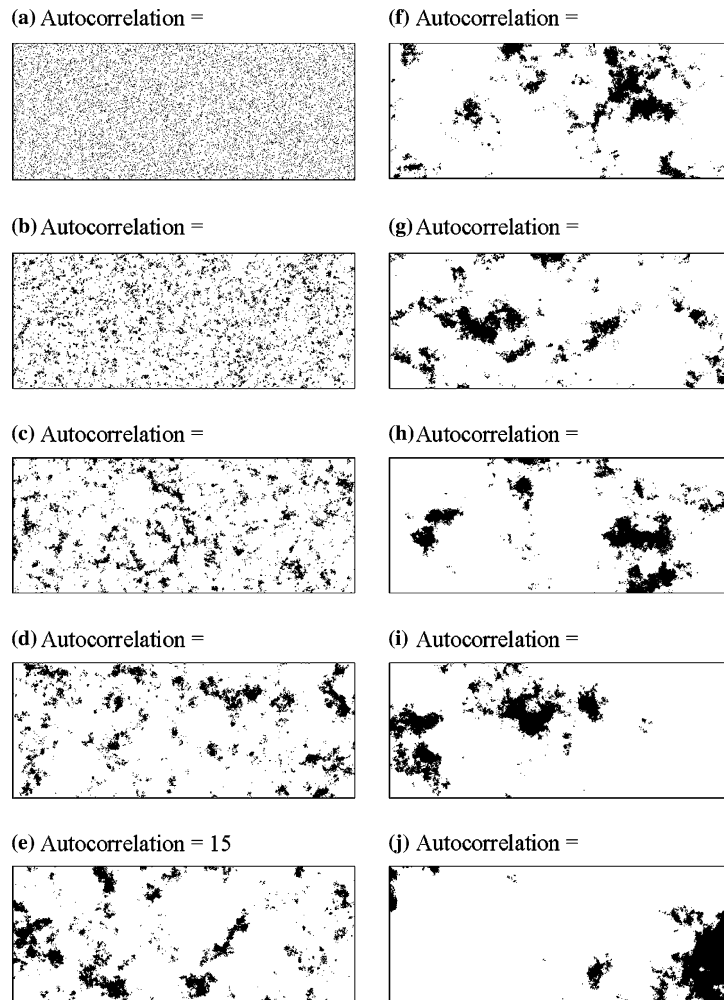 (a) Autocorrelation =
(f) Autocorrelation =
(b) Autocorrelation =
(g) Autocorrelation =
(c) Autocorrelation =
(h) Autocorrelation =
(d) Autocorrelation =
(i) Autocorrelation =
(e) Autocorrelation = 15
(j) Autocorrelation =